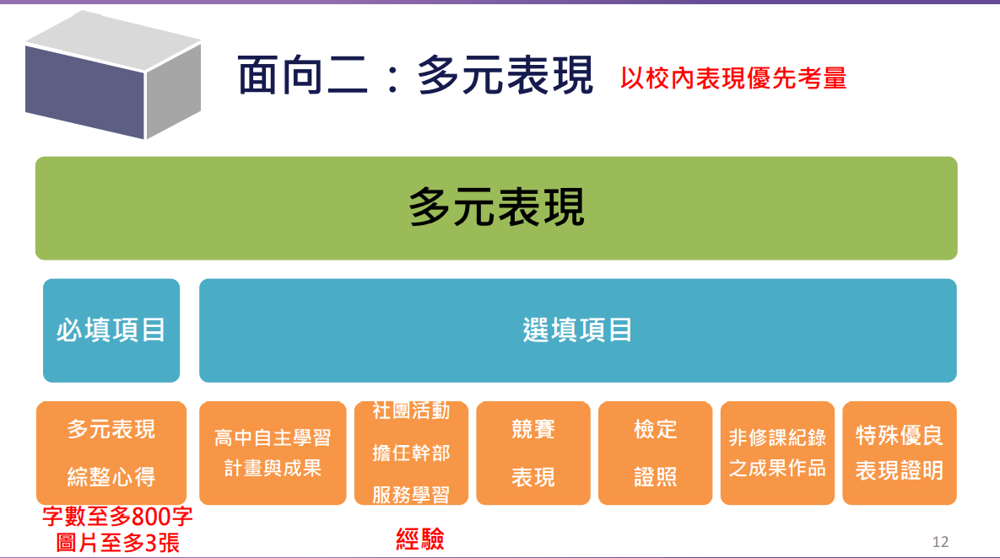 面向二：多元表現 以校內表現優先考量
多元表現
必填項目
選填項目
多元表現
綜整心得
字數至多800字
圖片至多3張
高中自主學習
計畫與成果
社團活動
擔任幹部
服務學習
經驗
競賽
表現
檢定
證照
非修課紀錄
之成果作品
特殊優良
表現證明
12